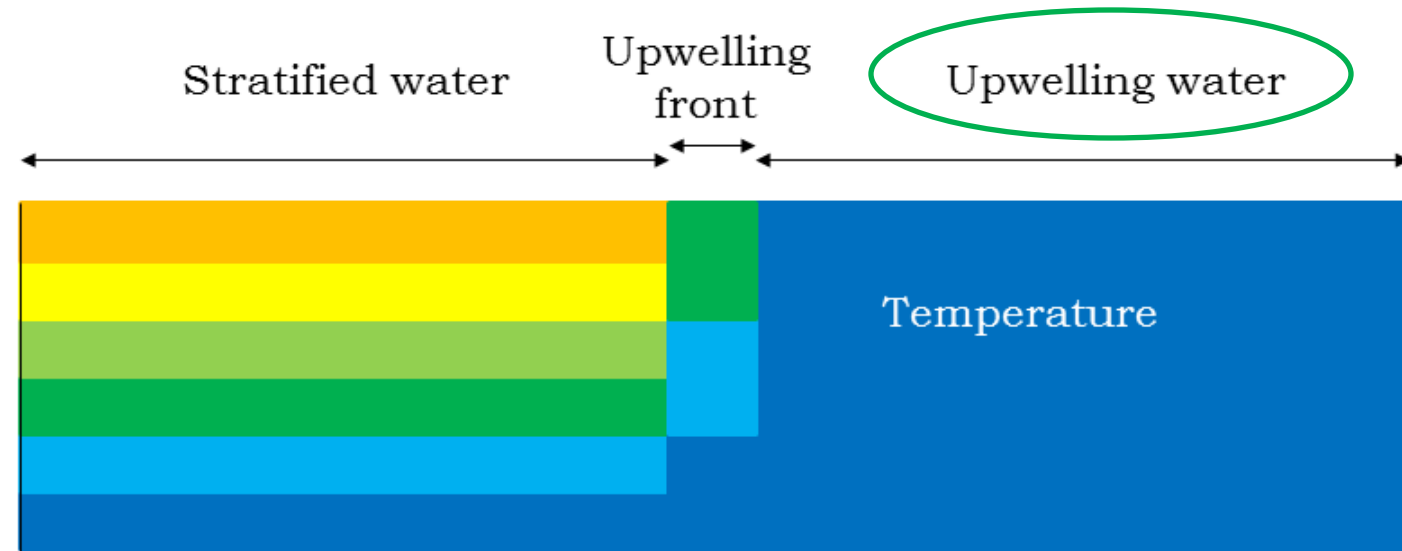 Stratified water
Upwelling
front
Upwelling water
Temperature